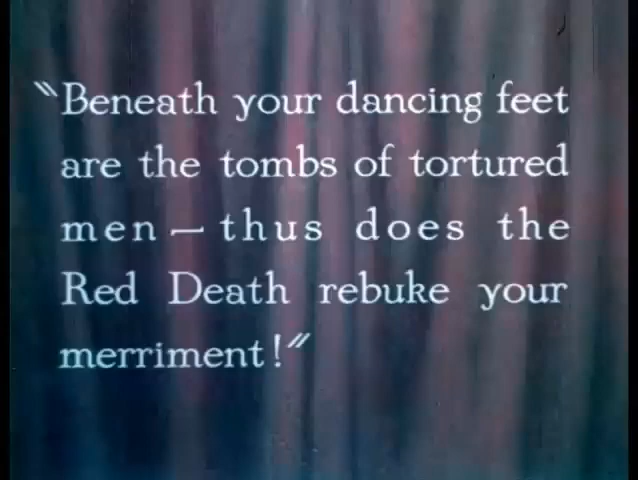 "Beneath your dancing feet
are the tombs of tortured
men — thus does the
Red Death rebuke your
merriment!"